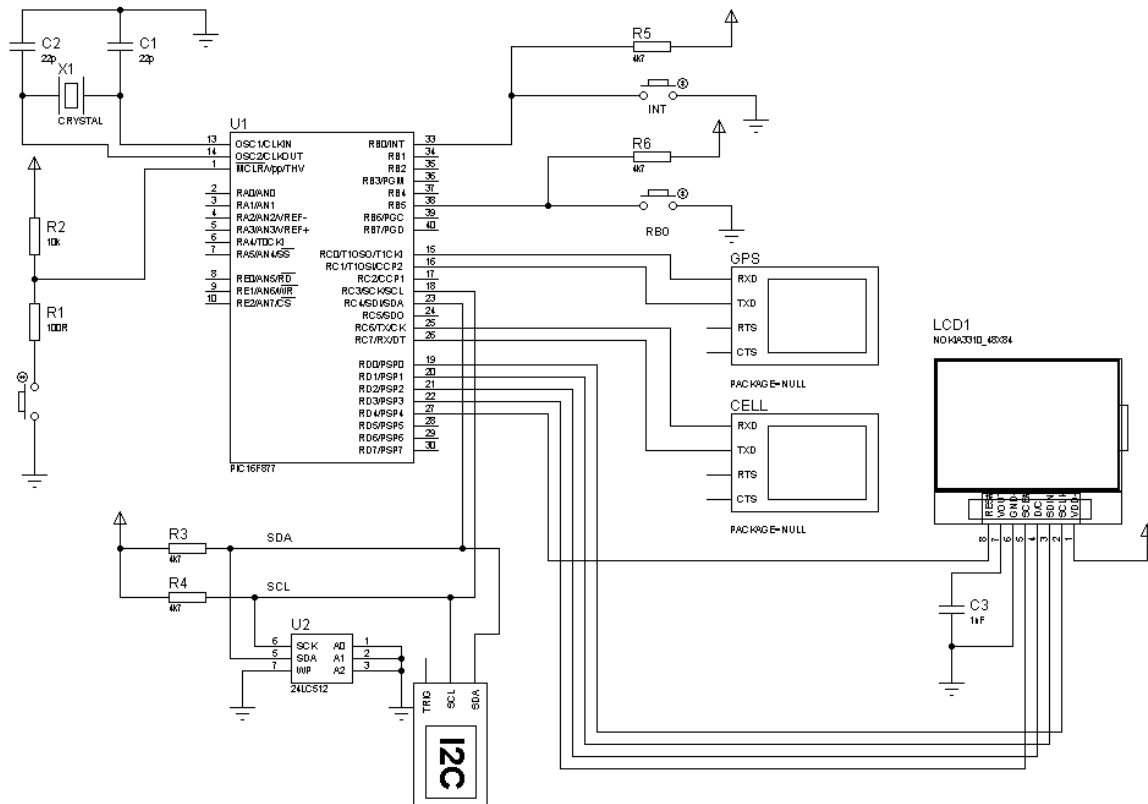 C2
22p
C1
22p
X1
CRYSTAL
R5
4k7
INT
R6
4k7
RB0
R2
10k
R1
100R
U1
13 OSC1/CLKIN
14 OSC2/CLKOUT
1 MCLR/Vpp/THV
2 RA0/AN0
3 RA1/AN1
4 RA2/AN2/VREF-
5 RA3/AN3/VREF+
6 RA4/T0CKI
7 RA5/AN4/SS
8 RE0/AN5/RD
9 RE1/AN6/WR
10 RE2/AN7/CS
RB0/INT 33
RB1 34
RB2 35
RB3/PGM 36
RB4 37
RB5 38
RB6/PGC 39
RB7/PGD 40
RC0/T1OSO/T1CKI 15
RC1/T1OSI/CCP2 16
RC2/CCP1 17
RC3/SCK/SCL 18
RC4/SDI/SDA 23
RC5/SDO 24
RC6/TX/CK 25
RC7/RX/DT 26
RD0/PSP0 19
RD1/PSP1 20
RD2/PSP2 21
RD3/PSP3 22
RD4/PSP4 27
RD5/PSP5 28
RD6/PSP6 29
RD7/PSP7 30
PIC16F877
GPS
RXD
TXD
RTS
CTS
PACKAGE=NULL
CELL
RXD
TXD
RTS
CTS
PACKAGE=NULL
LCD1
NOKIA3310_48X84
VOUT
D/C
SDIN
8 7 6 5 4 3 2 1
C3
1uF
R3
4k7
SDA
R4
4k7
SCL
U2
6 SCK
5 SDA
7 WP
A0 1
A1 2
A2 3
24LC512
TRIG
SCL
SDA
I2C